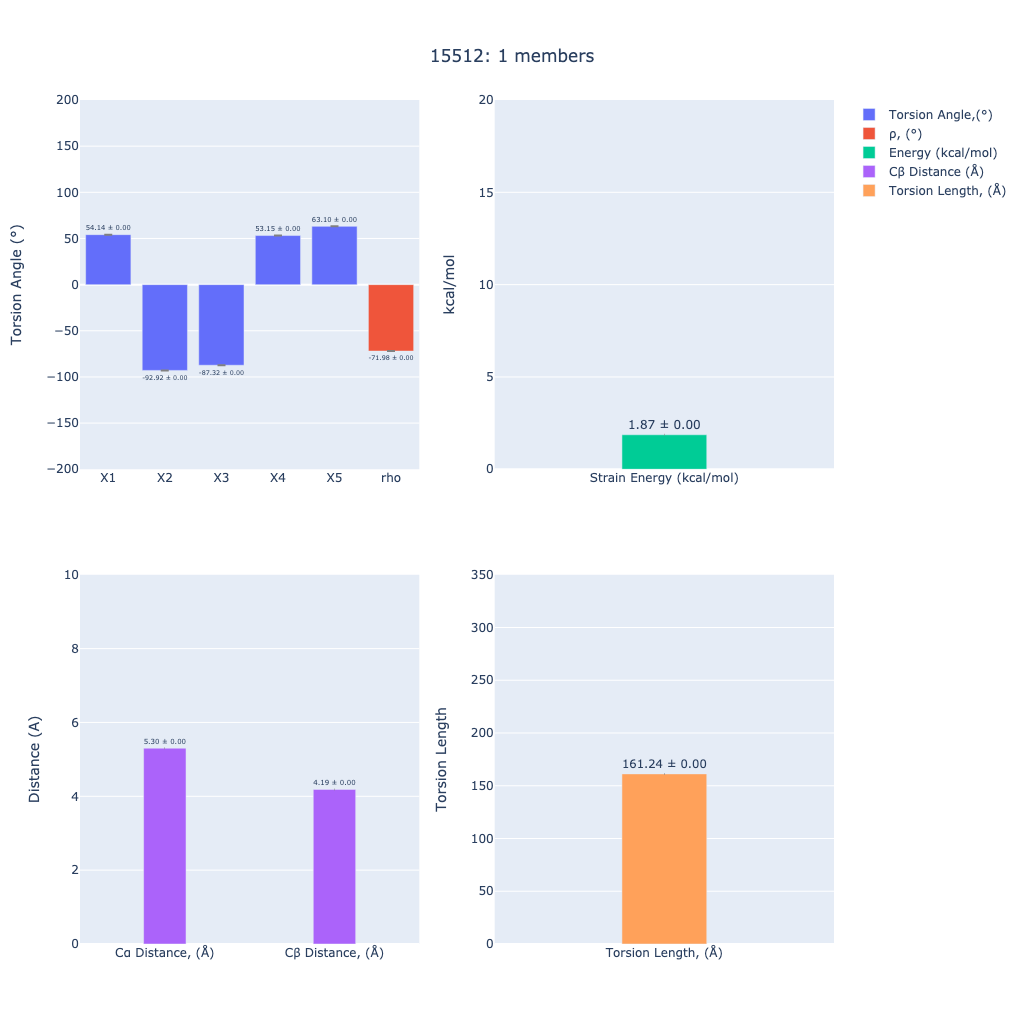 15512: 1 members
Torsion Angle (°)
200
150
100
50
0
−50
−100
−150
−200
54.14 ± 0.00
-92.92 ± 0.00
-87.32 ± 0.00
53.15 ± 0.00
63.10 ± 0.00
-71.98 ± 0.00
X1 X2 X3 X4 X5 rho
kcal/mol
20
15
10
5
0
1.87 ± 0.00
Strain Energy (kcal/mol)
Torsion Angle,(°)
ρ, (°)
Energy (kcal/mol)
Cβ Distance (Å)
Torsion Length, (Å)
Distance (A)
10
8
6
4
2
0
5.30 ± 0.00
4.19 ± 0.00
Cα Distance, (Å) Cβ Distance, (Å)
Torsion Length
350
300
250
200
150
100
50
0
161.24 ± 0.00
Torsion Length, (Å)